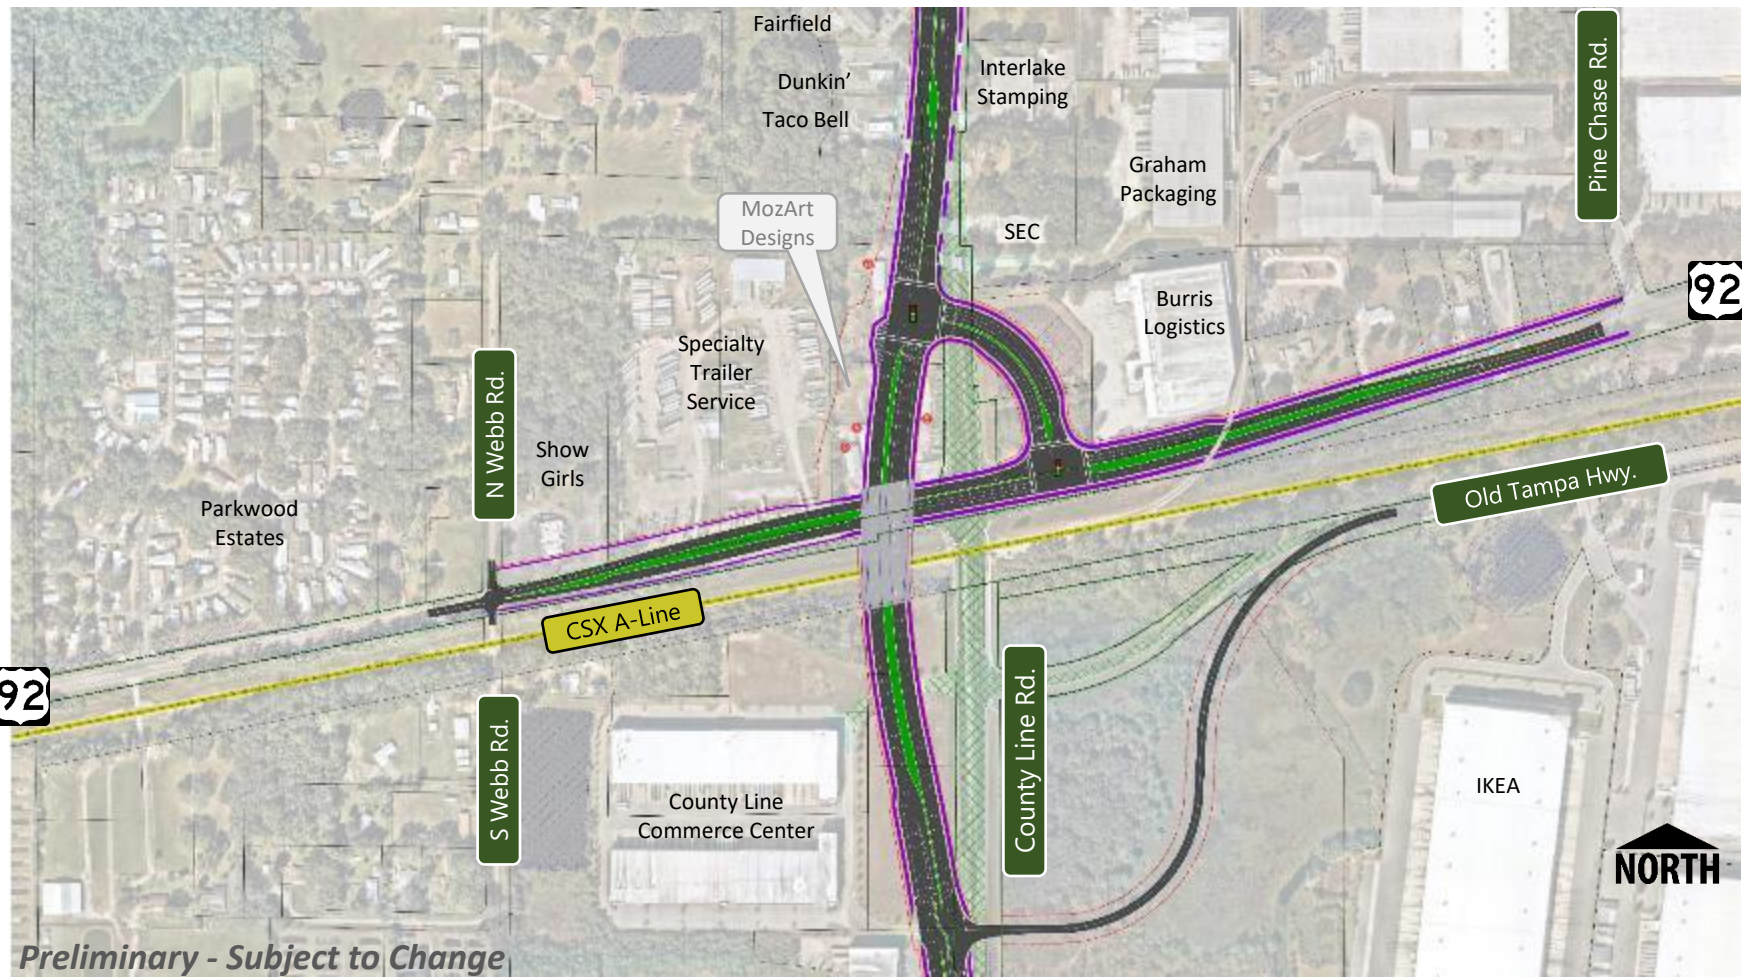 Fairfield
Dunkin'
Taco Bell
Interlake
Stamping
Pine Chase Rd.
Graham
Packaging
MozArt
Designs
SEC
92
Burris
Logistics
Specialty
Trailer
Service
N Webb Rd.
Show
Girls
Old Tampa Hwy.
Parkwood
Estates
CSX A-Line
92
S Webb Rd.
County Line Rd.
County Line
Commerce Center
IKEA
NORTH
Preliminary - Subject to Change